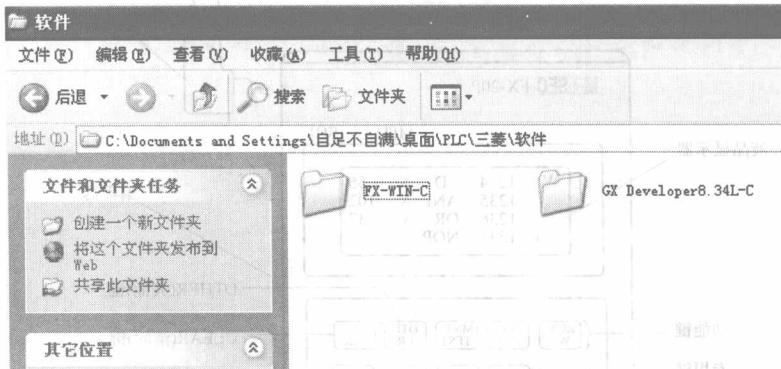 软件
文件(F) 编辑(E) 查看(V) 收藏(A) 工具(T) 帮助(H)
后退 搜索 文件夹
地址(D) C:\Documents and Settings\自足不自满\桌面\PLC\三菱\软件
文件和文件夹任务
FX-WIN-C
GX Developer8.34L-C
创建一个新文件夹
将这个文件夹发布到
Web
共享此文件夹
其它位置